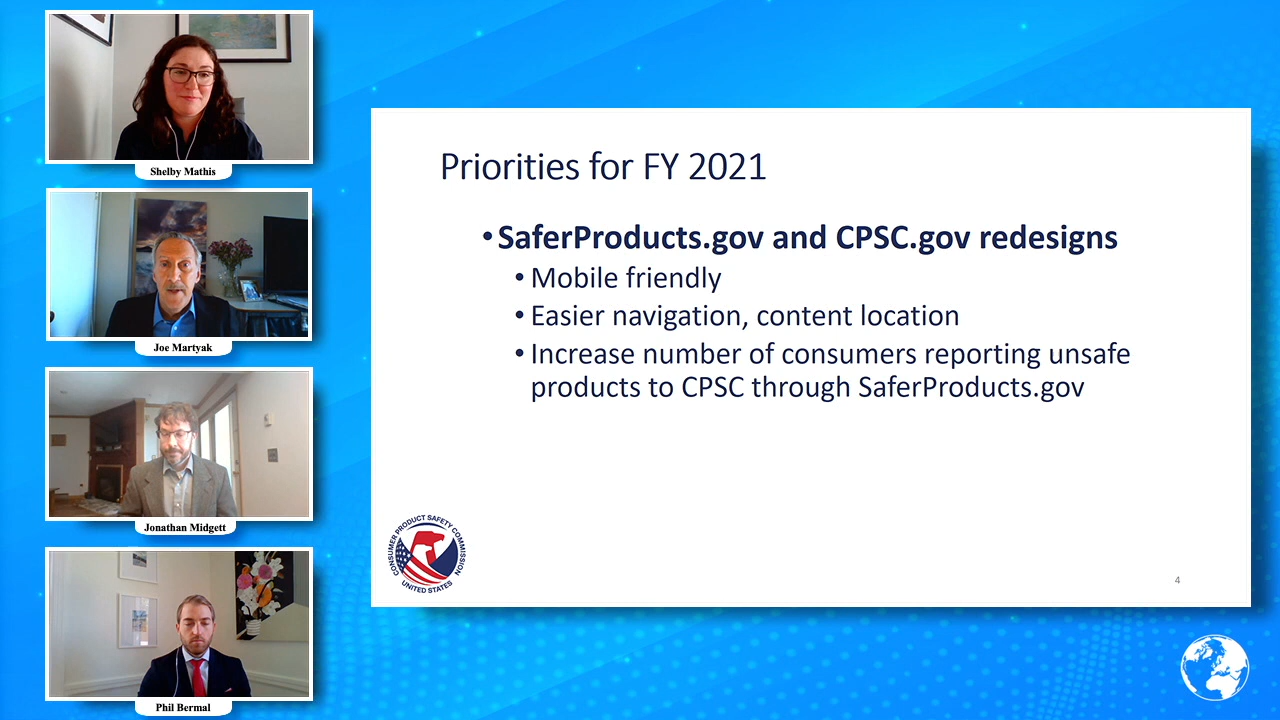 Shelby Mathis
Joe Martyak
Jonathan Midgett
Phil Bermal
Priorities for FY 2021
• SaferProducts.gov and CPSC.gov redesigns
• Mobile friendly
• Easier navigation, content location
• Increase number of consumers reporting unsafe
products to CPSC through SaferProducts.gov
CONSUMER PRODUCT SAFETY COMMISSION
UNITED STATES
4